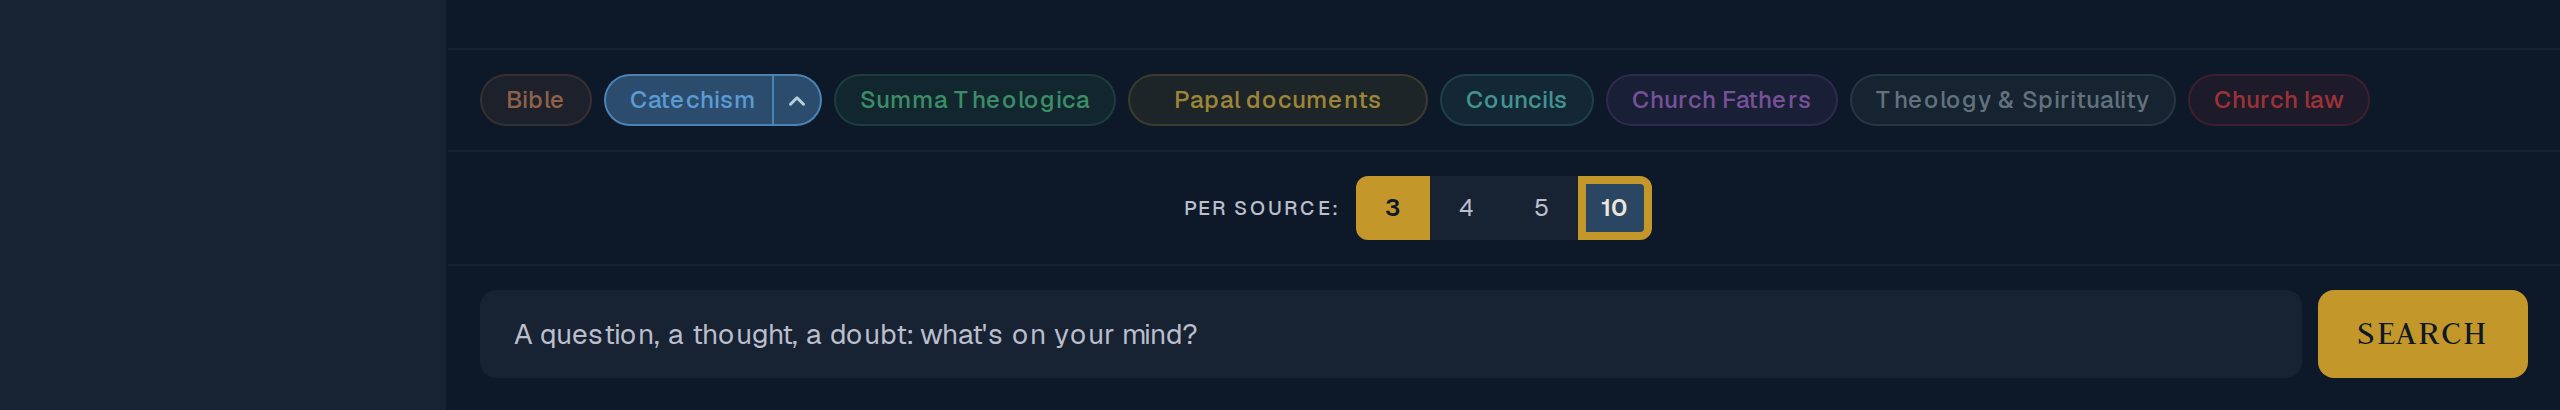 Bible Catechism Summa Theologica Papal documents Councils Church Fathers Theology & Spirituality Church law
PER SOURCE: 3 4 5 10
A question, a thought, a doubt: what's on your mind? SEARCH